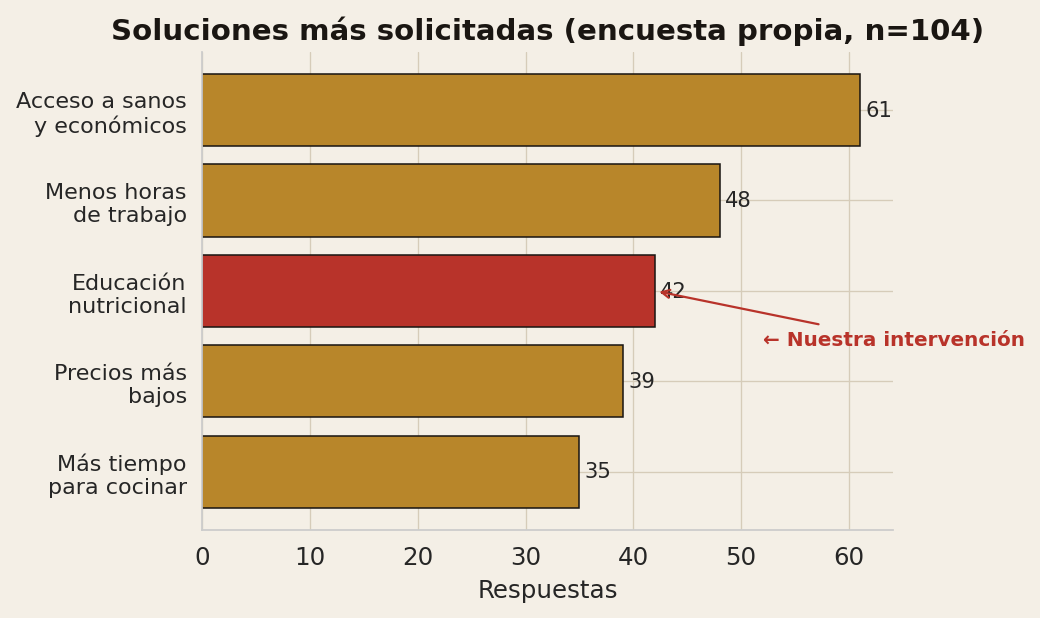 Soluciones más solicitadas (encuesta propia, n=104)
Acceso a sanos
y económicos
61
Menos horas
de trabajo
48
Educación
nutricional
42
← Nuestra intervención
Precios más
bajos
39
Más tiempo
para cocinar
35
0 10 20 30 40 50 60
Respuestas